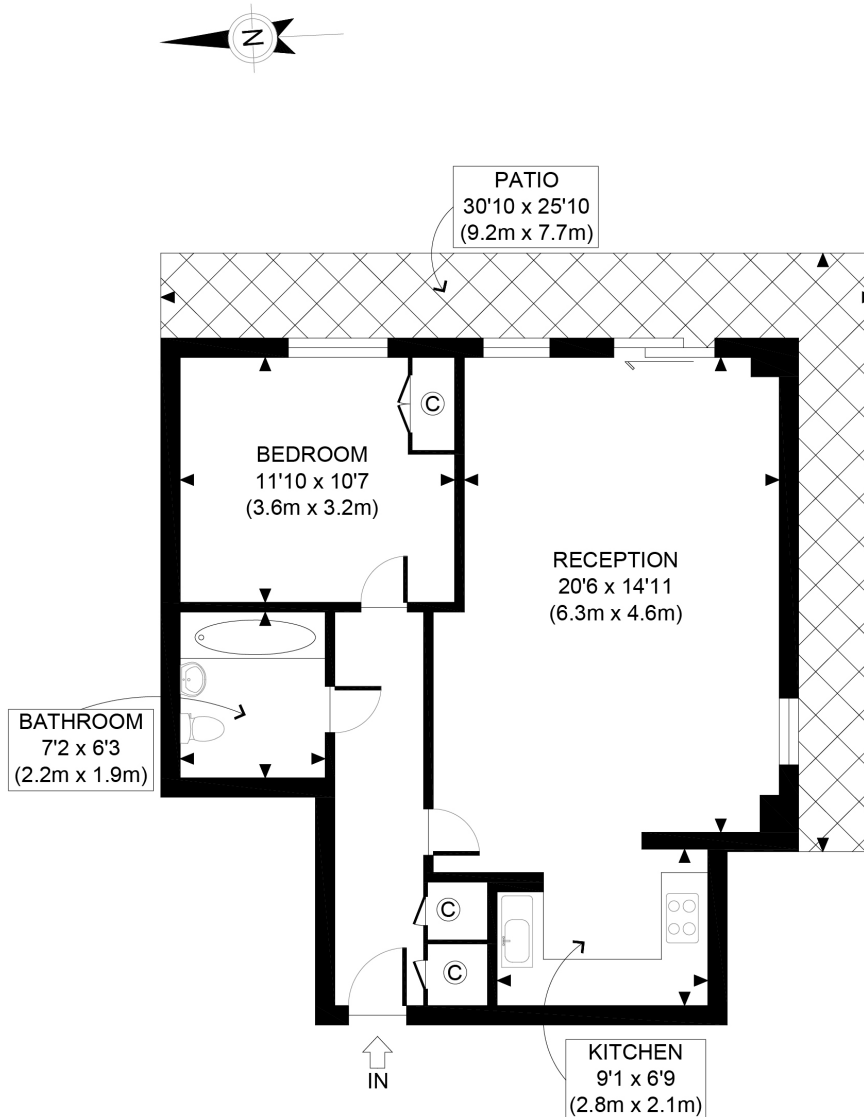 N
PATIO
30'10 x 25'10
(9.2m x 7.7m)
C
BEDROOM
11'10 x 10'7
(3.6m x 3.2m)
RECEPTION
20'6 x 14'11
(6.3m x 4.6m)
BATHROOM
7'2 x 6'3
(2.2m x 1.9m)
C
C
IN
KITCHEN
9'1 x 6'9
(2.8m x 2.1m)